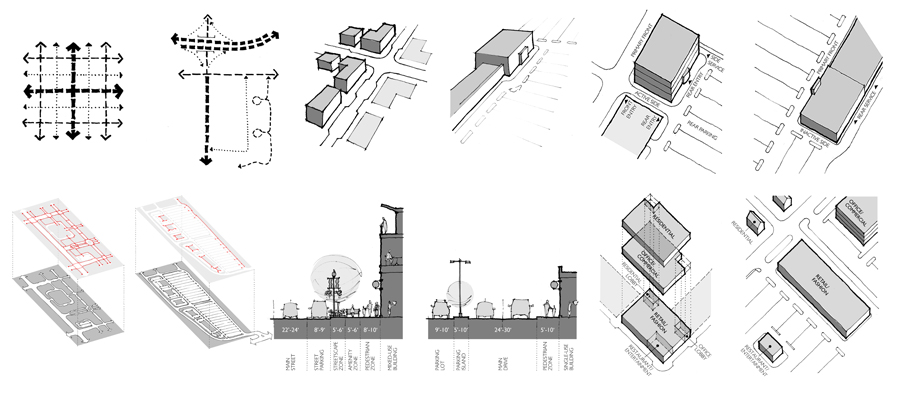 PRIMARY FRONT
SIDE
SERVICE
REAR ENTRY
ACTIVE SIDE
FRONT
ENTRY
REAR
ENTRY
REAR PARKING
PRIMARY FRONT
INACTIVE SIDE
REAR SERVICE
22'-24'
8'-9'
5'-6'
5'-6'
8'-10'
MAIN
STREET
STREET
PARKING
STREETSCAPE
ZONE
AMENITY
ZONE
PEDESTRIAN
ZONE
MIXED-USE
BUILDING
9'-10'
5'-10'
24'-30'
5'-10'
PARKING
LOT
PARKING
ISLAND
MAIN
DRIVE
PEDESTRIAN
ZONE
SINGLE-USE
BUILDING
RESIDENTIAL
OFFICE/
COMMERCIAL
RESIDENTIAL
LOBBY
RETAIL/
FASHION
RESTAURANT/
ENTERTAINMENT
OFFICE
LOBBY
RESIDENTIAL
OFFICE/
COMMERCIAL
RETAIL/
FASHION
RESTAURANT/
ENTERTAINMENT